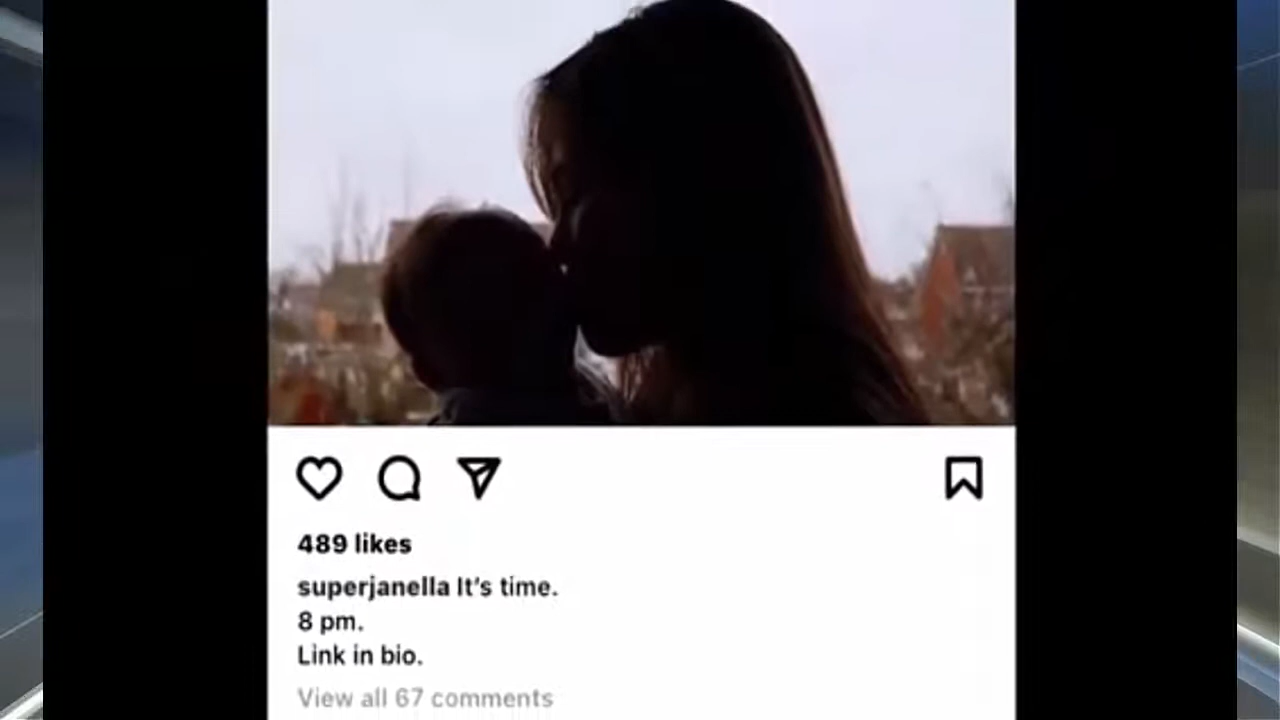 489 likes
superjanella It's time.
8 pm.
Link in bio.
View all 67 comments